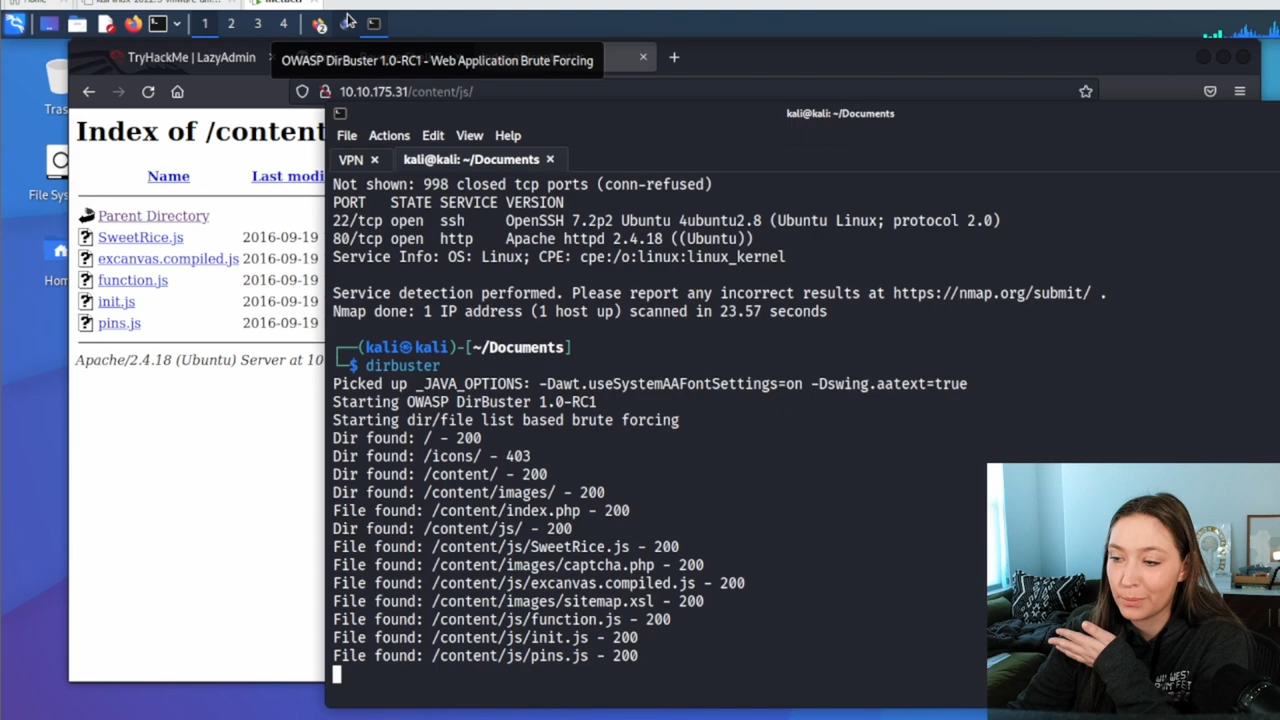 Home
1 2 3 4
TryHackMe | LazyAdmin
OWASP DirBuster 1.0-RC1 - Web Application Brute Forcing
10.10.175.31/content/js/
Index of /content
Name Last modi
Parent Directory
SweetRice.js 2016-09-19
excanvas.compiled.js 2016-09-19
function.js 2016-09-19
init.js 2016-09-19
pins.js 2016-09-19
Apache/2.4.18 (Ubuntu) Server at 10
Tras
File Sys
Hom
kali@kali: ~/Documents
File Actions Edit View Help
VPN kali@kali: ~/Documents
Not shown: 998 closed tcp ports (conn-refused)
PORT STATE SERVICE VERSION
22/tcp open ssh OpenSSH 7.2p2 Ubuntu 4ubuntu2.8 (Ubuntu Linux; protocol 2.0)
80/tcp open http Apache httpd 2.4.18 ((Ubuntu))
Service Info: OS: Linux; CPE: cpe:/o:linux:linux_kernel
Service detection performed. Please report any incorrect results at https://nmap.org/submit/ .
Nmap done: 1 IP address (1 host up) scanned in 23.57 seconds
┌──(kali㉿kali)-[~/Documents]
└─$ dirbuster
Picked up _JAVA_OPTIONS: -Dawt.useSystemAAFontSettings=on -Dswing.aatext=true
Starting OWASP DirBuster 1.0-RC1
Starting dir/file list based brute forcing
Dir found: / - 200
Dir found: /icons/ - 403
Dir found: /content/ - 200
Dir found: /content/images/ - 200
File found: /content/index.php - 200
Dir found: /content/js/ - 200
File found: /content/js/SweetRice.js - 200
File found: /content/images/captcha.php - 200
File found: /content/js/excanvas.compiled.js - 200
File found: /content/images/sitemap.xsl - 200
File found: /content/js/function.js - 200
File found: /content/js/init.js - 200
File found: /content/js/pins.js - 200